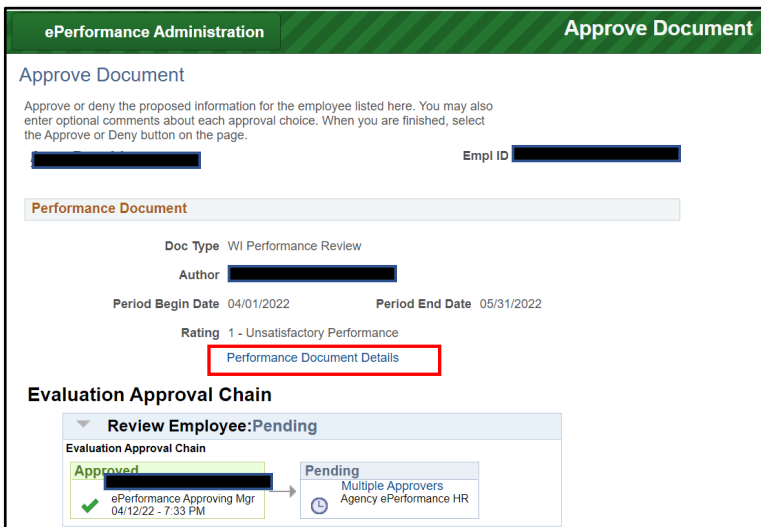 ePerformance Administration
Approve Document
Approve Document
Approve or deny the proposed information for the employee listed here. You may also
enter optional comments about each approval choice. When you are finished, select
the Approve or Deny button on the page.
Empl ID
Performance Document
Doc Type WI Performance Review
Author
Period Begin Date 04/01/2022 Period End Date 05/31/2022
Rating 1 - Unsatisfactory Performance
Performance Document Details
Evaluation Approval Chain
Review Employee:Pending
Evaluation Approval Chain
Approved
ePerformance Approving Mgr
04/12/22 - 7:33 PM
Pending
Multiple Approvers
Agency ePerformance HR